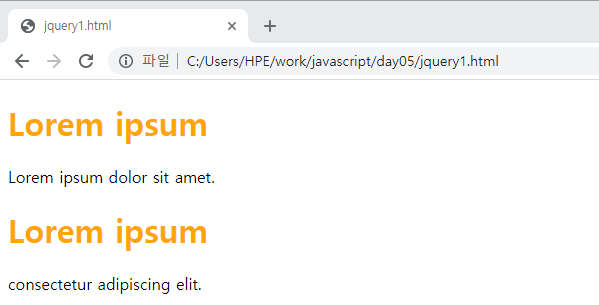 jquery1.html
파일 C:/Users/HPE/work/javascript/day05/jquery1.html
Lorem ipsum
Lorem ipsum dolor sit amet.
Lorem ipsum
consectetur adipiscing elit.